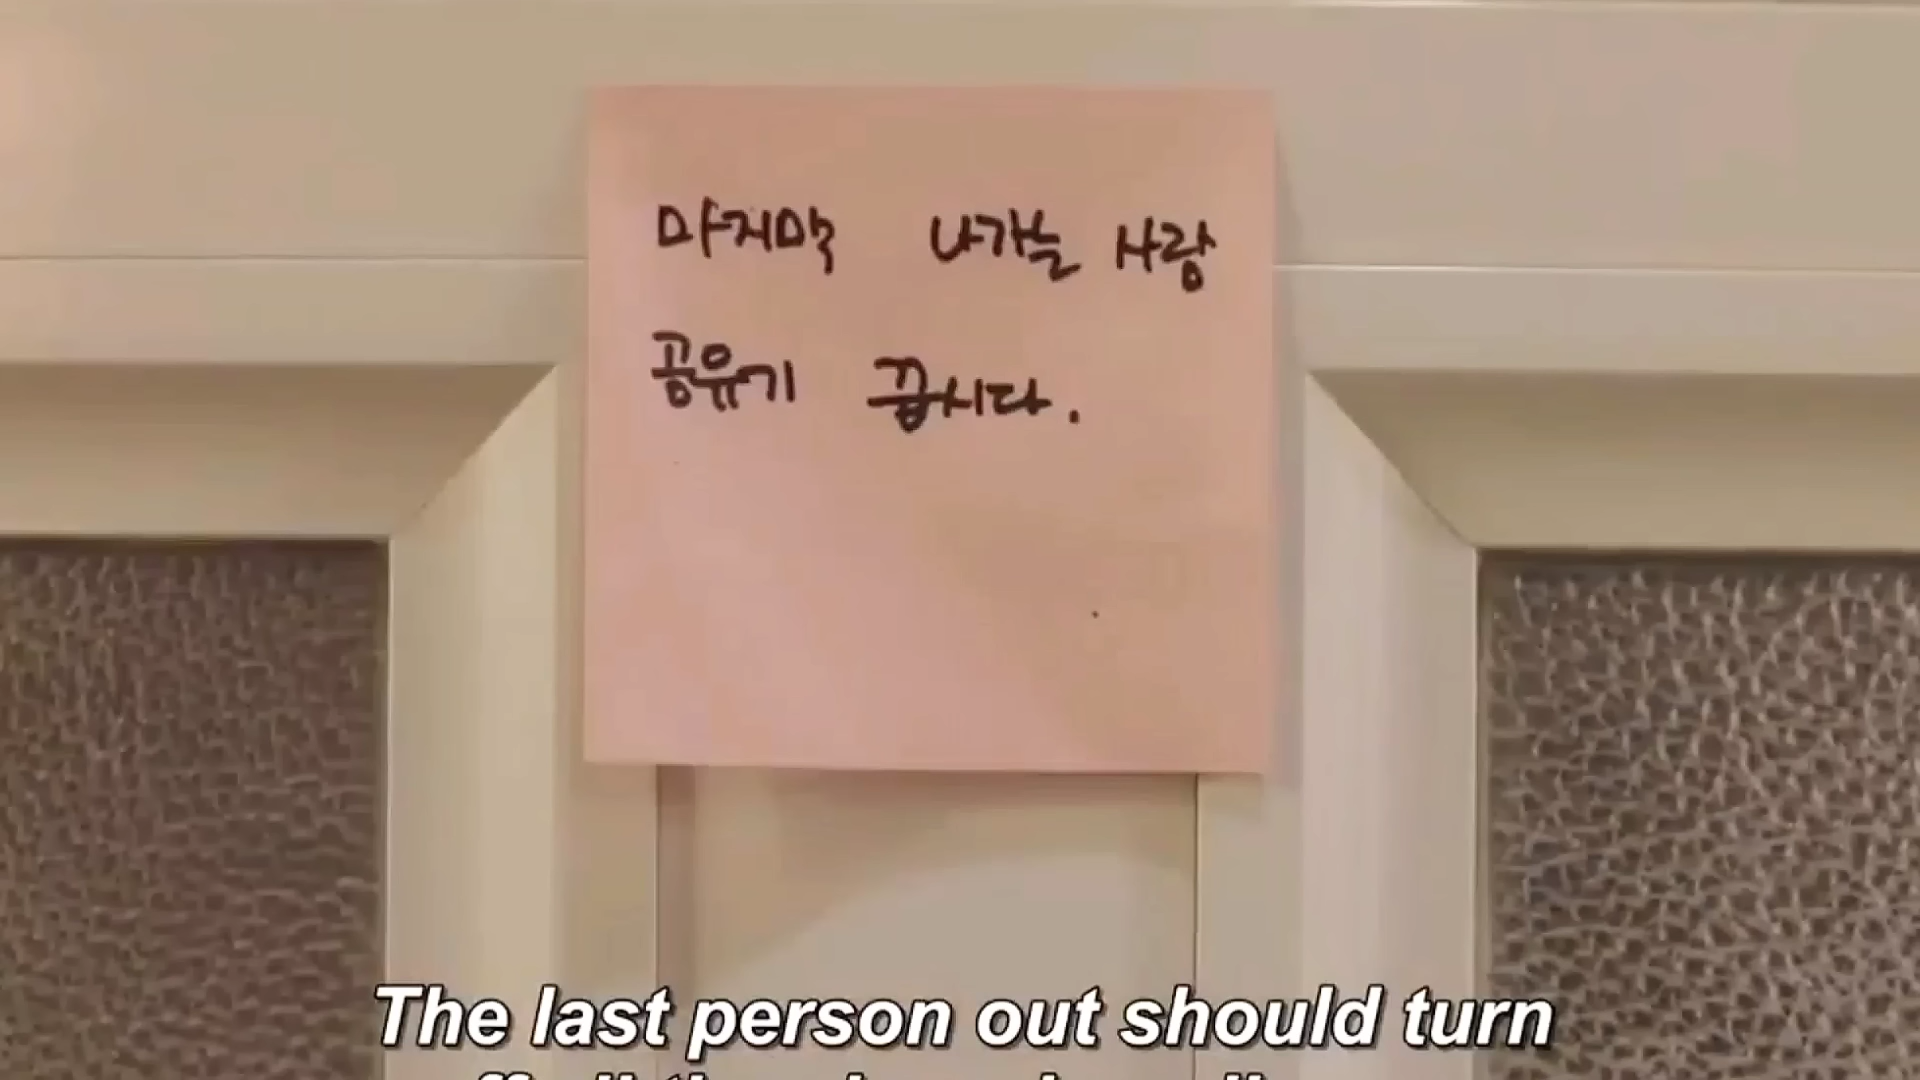 마지막 나가는 사람
공유기 끕시다.
The last person out should turn